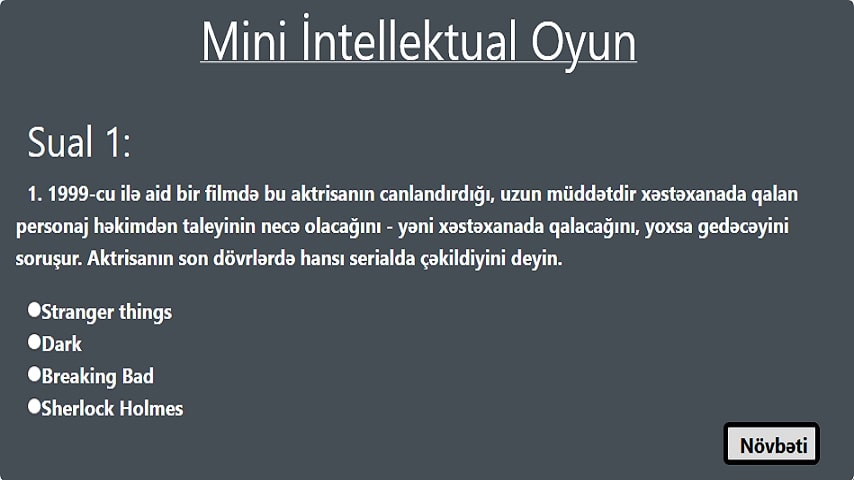 Mini İntellektual Oyun
Sual 1:
1. 1999-cu ilə aid bir filmdə bu aktrisanın canlandırdığı, uzun müddətdir xəstəxanada qalan
personaj həkimdən taleyinin necə olacağını - yəni xəstəxanada qalacağını, yoxsa gedəcəyini
soruşur. Aktrisanın son dövrlərdə hansı serialda çəkildiyini deyin.
Stranger things
Dark
Breaking Bad
Sherlock Holmes
Növbəti